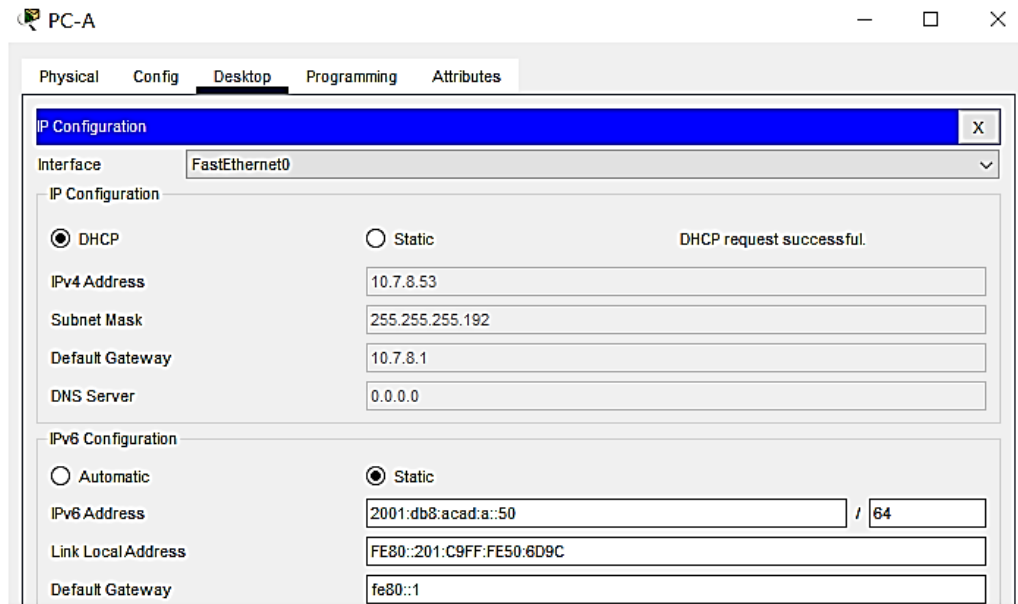 PC-A
Physical Config Desktop Programming Attributes
IP Configuration X
Interface FastEthernet0
IP Configuration
DHCP Static DHCP request successful.
IPv4 Address 10.7.8.53
Subnet Mask 255.255.255.192
Default Gateway 10.7.8.1
DNS Server 0.0.0.0
IPv6 Configuration
Automatic Static
IPv6 Address 2001:db8:acad:a::50 / 64
Link Local Address FE80::201:C9FF:FE50:6D9C
Default Gateway fe80::1